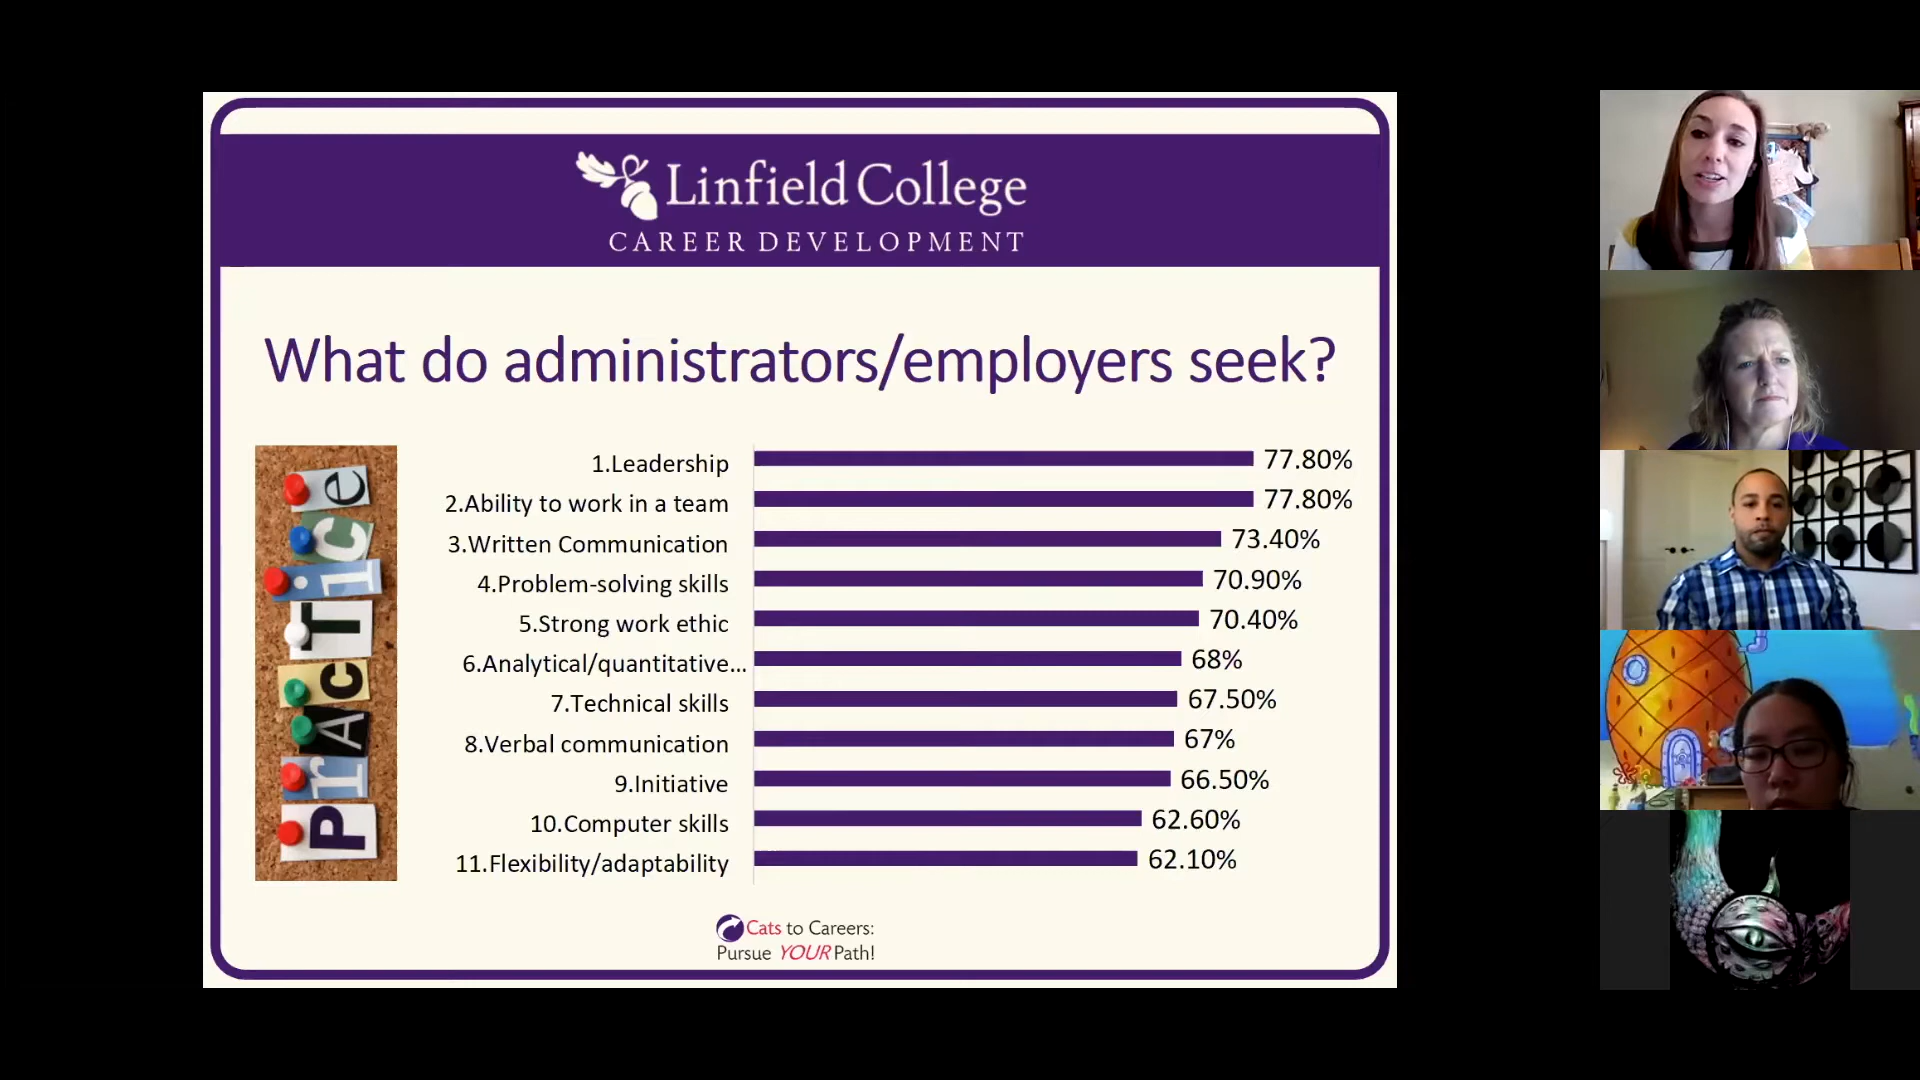 Linfield College
CAREER DEVELOPMENT
What do administrators/employers seek?
PrAcTice
1.Leadership 77.80%
2.Ability to work in a team 77.80%
3.Written Communication 73.40%
4.Problem-solving skills 70.90%
5.Strong work ethic 70.40%
6.Analytical/quantitative... 68%
7.Technical skills 67.50%
8.Verbal communication 67%
9.Initiative 66.50%
10.Computer skills 62.60%
11.Flexibility/adaptability 62.10%
Cats to Careers:
Pursue YOUR Path!